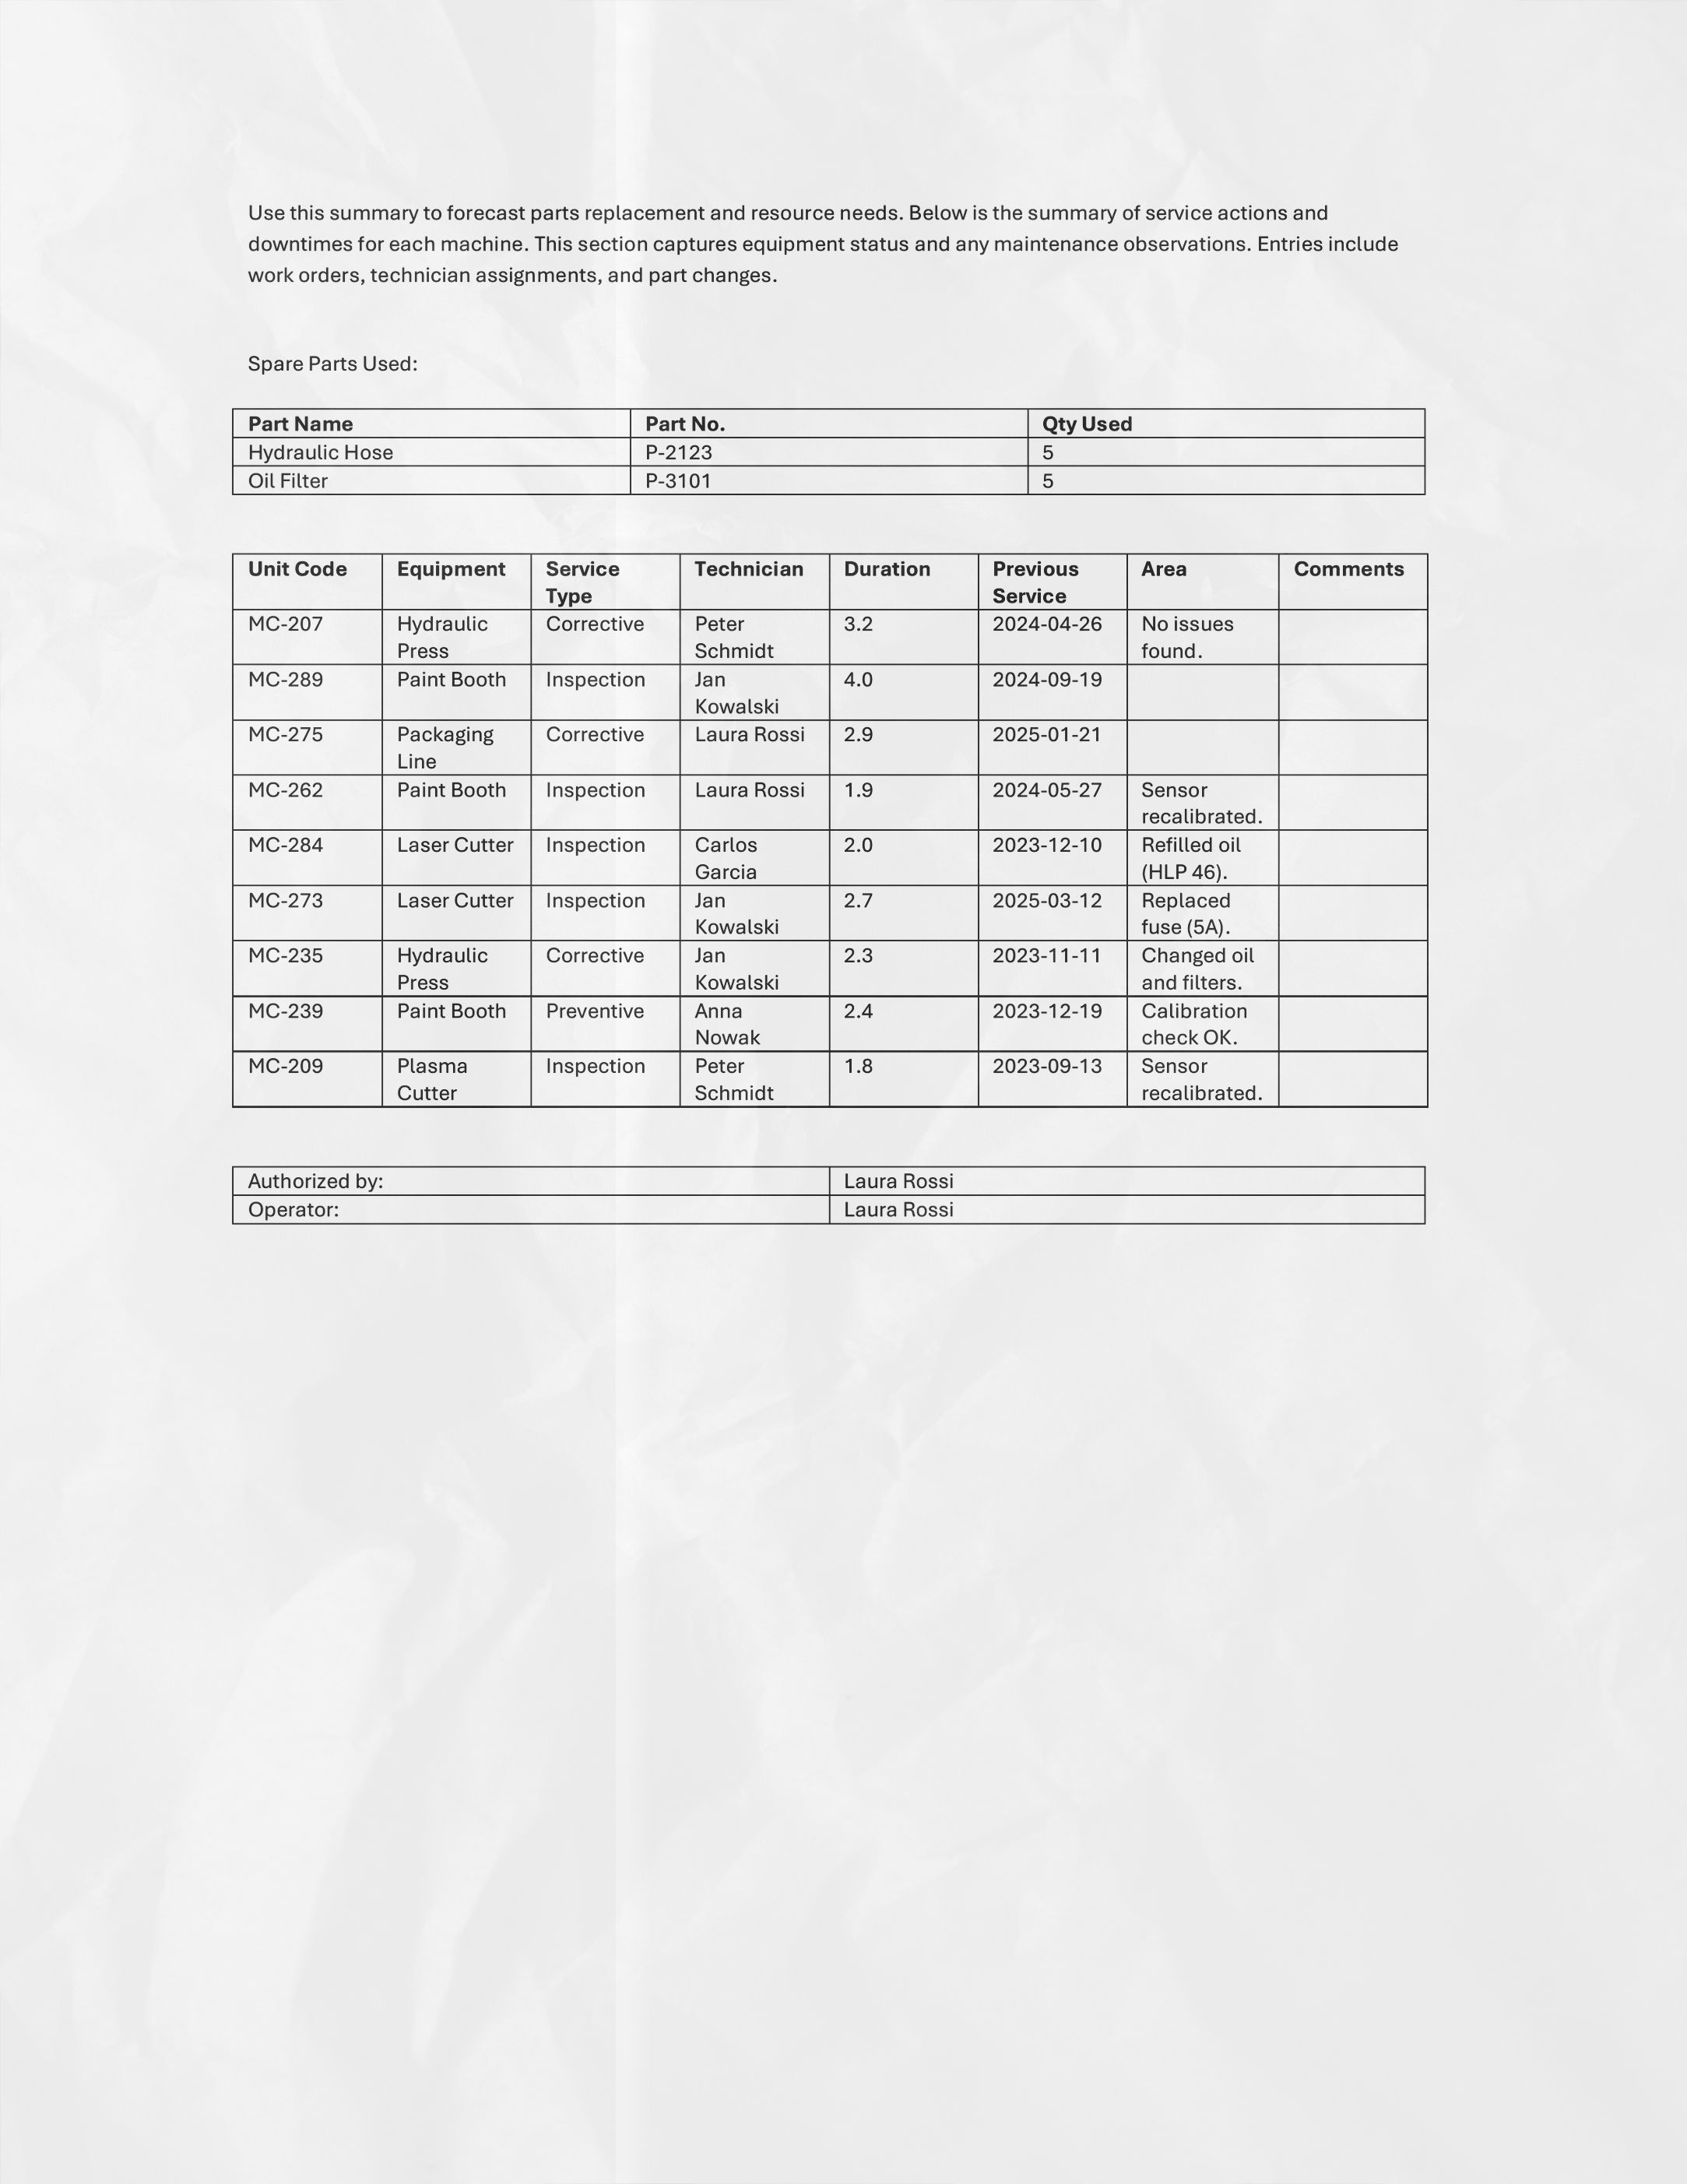 Use this summary to forecast parts replacement and resource needs. Below is the summary of service actions and
downtimes for each machine. This section captures equipment status and any maintenance observations. Entries include
work orders, technician assignments, and part changes.
Spare Parts Used:
Part Name Part No. Qty Used
Hydraulic Hose P-2123 5
Oil Filter P-3101 5
Unit Code Equipment Service Technician Duration Previous Area Comments
Type Service
MC-207 Hydraulic Corrective Peter 3.2 2024-04-26 No issues
Press Schmidt found.
MC-289 Paint Booth Inspection Jan 4.0 2024-09-19
Kowalski
MC-275 Packaging Corrective Laura Rossi 2.9 2025-01-21
Line
MC-262 Paint Booth Inspection Laura Rossi 1.9 2024-05-27 Sensor
recalibrated.
MC-284 Laser Cutter Inspection Carlos 2.0 2023-12-10 Refilled oil
Garcia (HLP 46).
MC-273 Laser Cutter Inspection Jan 2.7 2025-03-12 Replaced
Kowalski fuse (5A).
MC-235 Hydraulic Corrective Jan 2.3 2023-11-11 Changed oil
Press Kowalski and filters.
MC-239 Paint Booth Preventive Anna 2.4 2023-12-19 Calibration
Nowak check OK.
MC-209 Plasma Inspection Peter 1.8 2023-09-13 Sensor
Cutter Schmidt recalibrated.
Authorized by: Laura Rossi
Operator: Laura Rossi